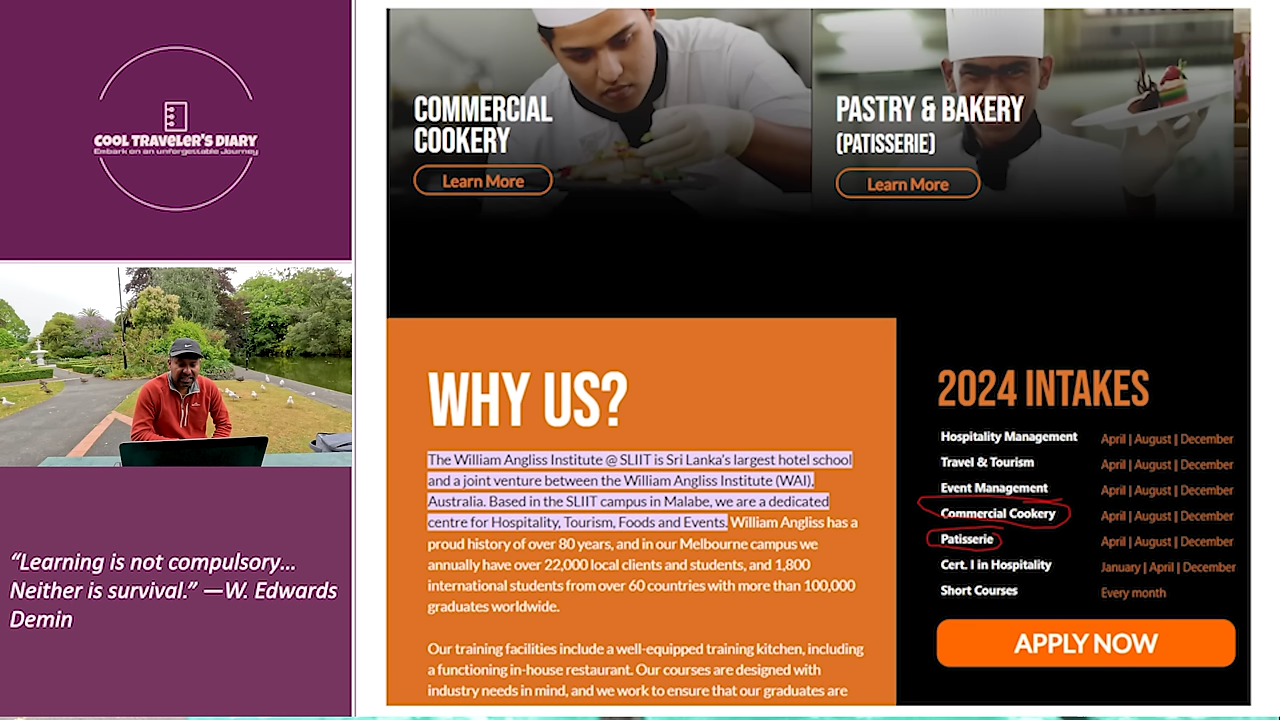 COOL TRAVELER'S DIARY
Embark on an unforgettable Journey
“Learning is not compulsory...
Neither is survival.” —W. Edwards
Demin
COMMERCIAL
COOKERY
Learn More
PASTRY & BAKERY
(PATISSERIE)
Learn More
WHY US?
The William Angliss Institute @ SLIIT is Sri Lanka's largest hotel school
and a joint venture between the William Angliss Institute (WAI),
Australia. Based in the SLIIT campus in Malabe, we are a dedicated
centre for Hospitality, Tourism, Foods and Events. William Angliss has a
proud history of over 80 years, and in our Melbourne campus we
annually have over 22,000 local clients and students, and 1,800
international students from over 60 countries with more than 100,000
graduates worldwide.
Our training facilities include a well-equipped training kitchen, including
a functioning in-house restaurant. Our courses are designed with
industry needs in mind, and we work to ensure that our graduates are
2024 INTAKES
Hospitality Management April | August | December
Travel & Tourism April | August | December
Event Management April | August | December
Commercial Cookery April | August | December
Patisserie April | August | December
Cert. I in Hospitality January | April | December
Short Courses Every month
APPLY NOW